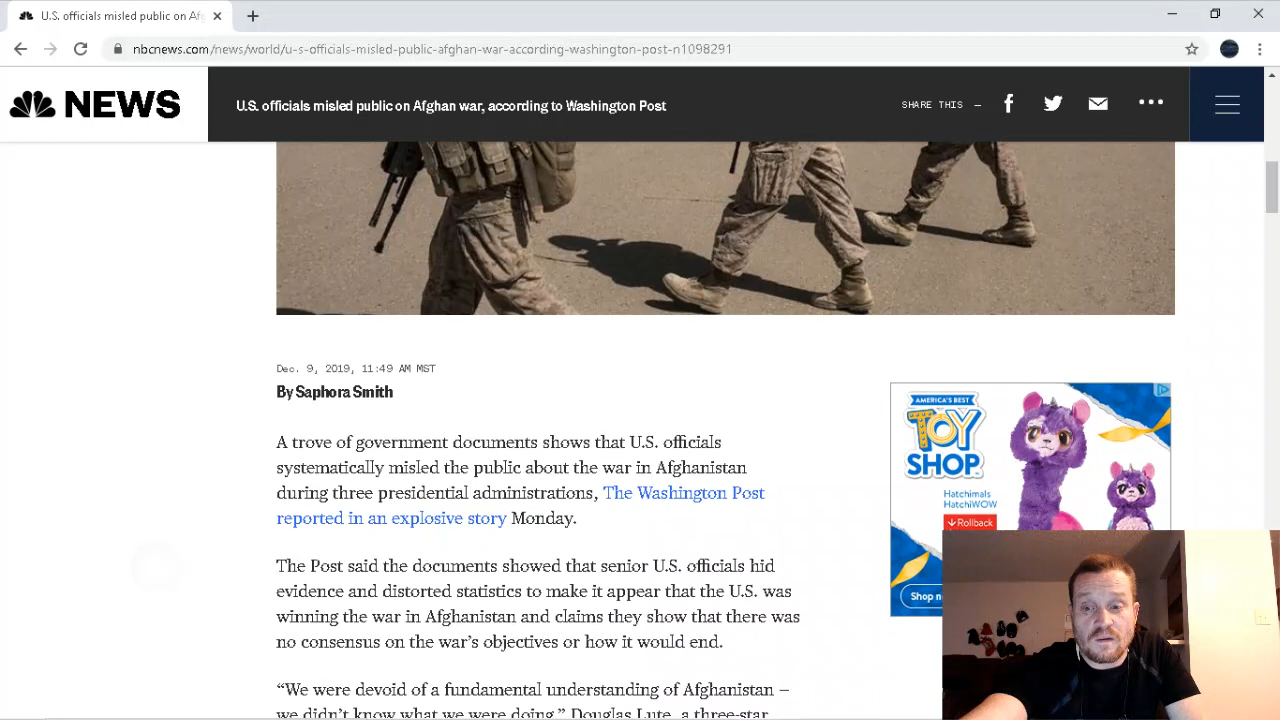 U.S. officials misled public on Afg
nbcnews.com/news/world/u-s-officials-misled-public-afghan-war-according-washington-post-n1098291
NEWS
U.S. officials misled public on Afghan war, according to Washington Post
SHARE THIS —
Dec. 9, 2019, 11:49 AM MST
By Saphora Smith
A trove of government documents shows that U.S. officials
systematically misled the public about the war in Afghanistan
during three presidential administrations, The Washington Post
reported in an explosive story Monday.
The Post said the documents showed that senior U.S. officials hid
evidence and distorted statistics to make it appear that the U.S. was
winning the war in Afghanistan and claims they show that there was
no consensus on the war's objectives or how it would end.
“We were devoid of a fundamental understanding of Afghanistan —
we didn't know what we were doing,” Douglas Lute, a three-star
AMERICA'S BEST
TOY
SHOP
Hatchimals
HatchiWOW
Rollback
Shop